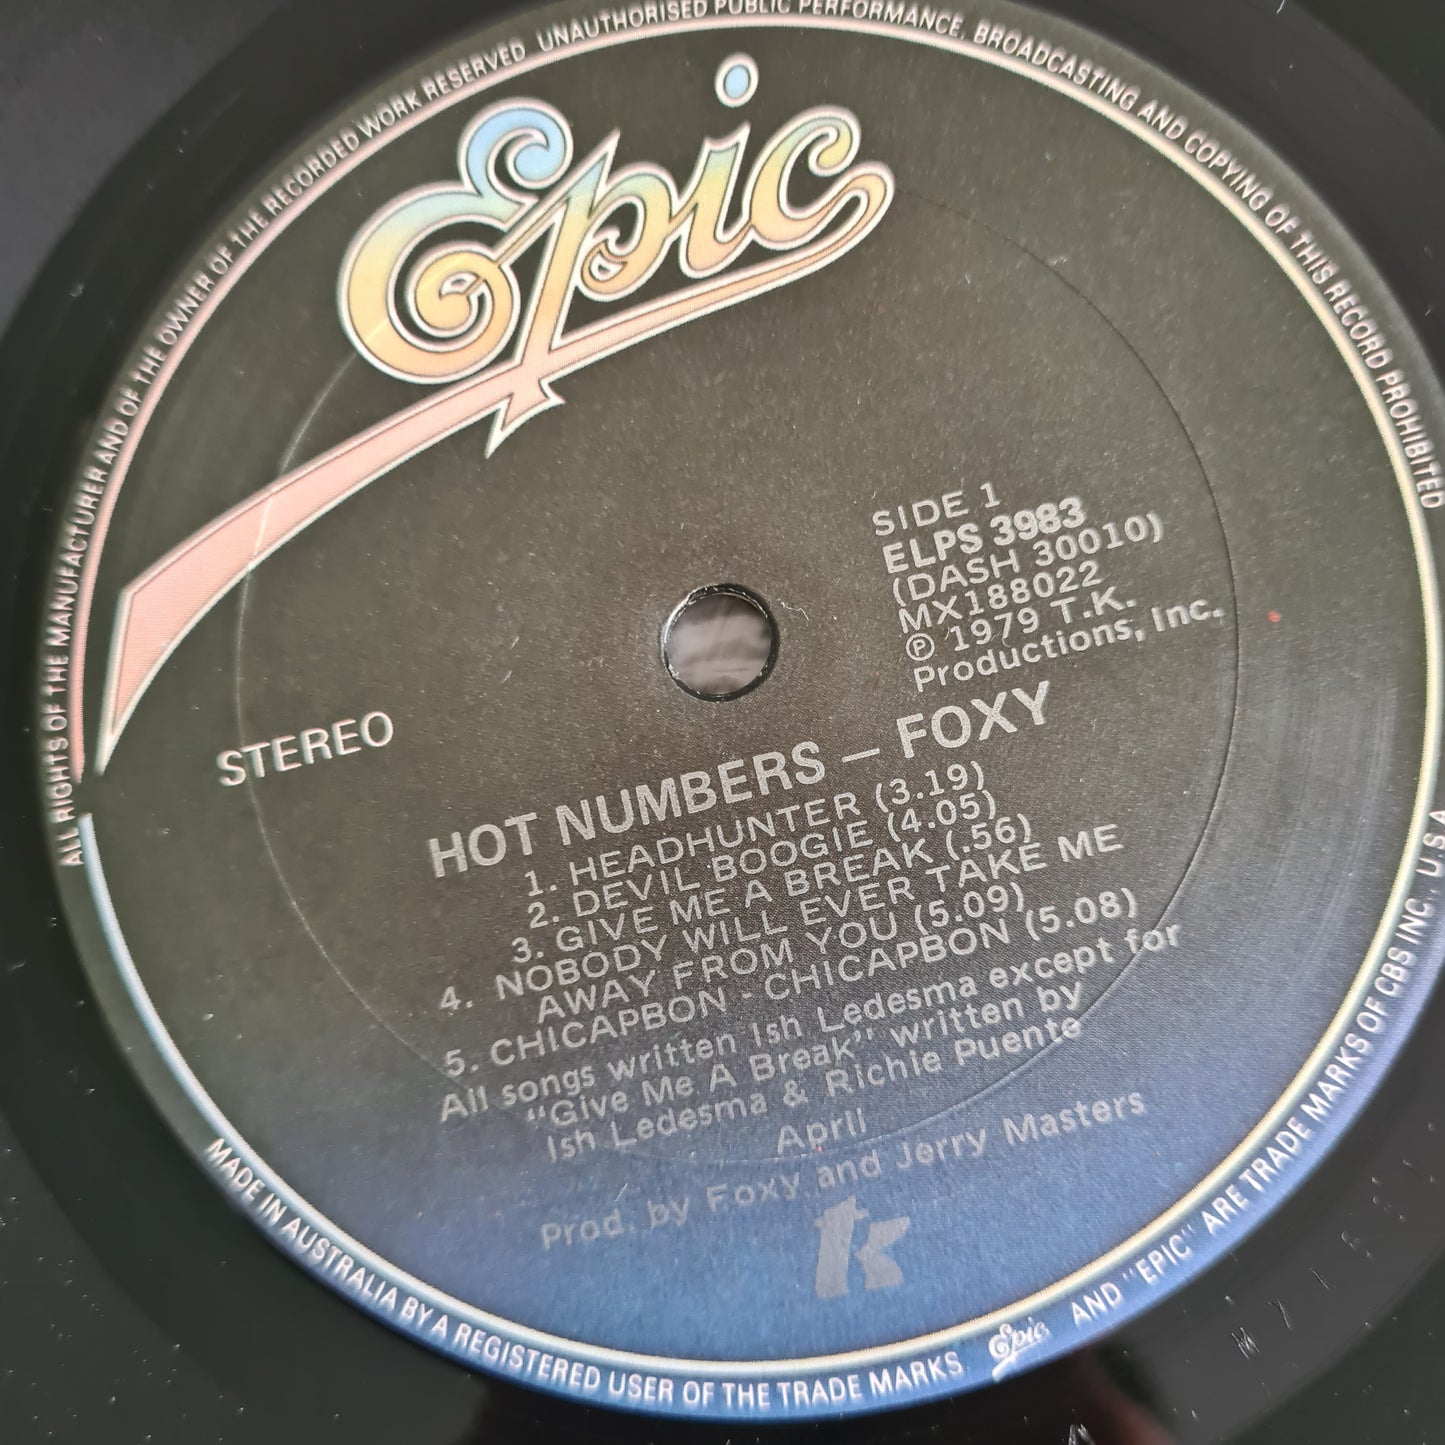 ALL RIGHTS OF THE MANUFACTURER AND OF THE OWNER OF THE RECORDED WORK RESERVED UNAUTHORISED PUBLIC PERFORMANCE, BROADCASTING AND COPYING OF THIS RECORD PROHIBITED
Epic
SIDE 1
ELPS 3983
(DASH 30010)
MX188022
℗ 1979 T.K.
Productions, Inc.
STEREO
HOT NUMBERS — FOXY
1. HEADHUNTER (3.19)
2. DEVIL BOOGIE (4.05)
3. GIVE ME A BREAK (.56)
4. NOBODY WILL EVER TAKE ME
AWAY FROM YOU (5.09)
5. CHICAPBON - CHICAPBON (5.08)
All songs written Ish Ledesma except for
"Give Me A Break" written by
Ish Ledesma & Richie Puente
April
Prod. by Foxy and Jerry Masters
tk
MADE IN AUSTRALIA BY A REGISTERED USER OF THE TRADE MARKS Epic AND "EPIC" ARE TRADE MARKS OF CBS INC., U.S.A.